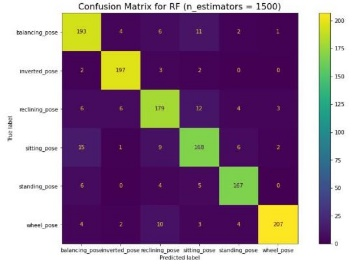 Confusion Matrix for RF (n_estimators = 1500)
balancing_pose 193 4 6 11 2 1
inverted_pose 2 197 3 2 0 0
reclining_pose 6 6 179 12 4 3
sitting_pose 15 1 9 268 6 2
standing_pose 6 0 4 5 167 0
wheel_pose 4 2 10 3 4 207
balancing_pose inverted_pose reclining_pose sitting_pose standing_pose wheel_pose
Predicted label
True label
200
175
150
125
100
75
50
25
0